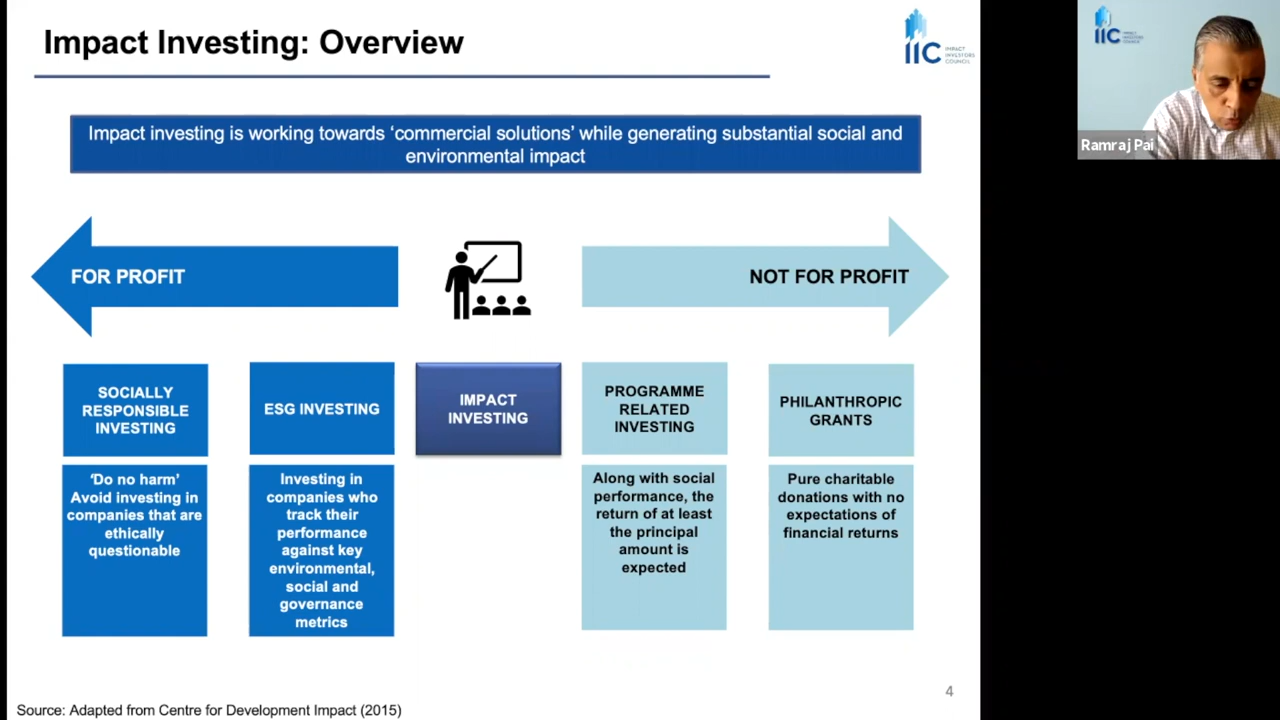 Impact Investing: Overview
IIC
IMPACT
INVESTORS
COUNCIL
IIC
IMPACT
INVESTORS
COUNCIL
Ramraj Pai
Impact investing is working towards ‘commercial solutions’ while generating substantial social and
environmental impact
FOR PROFIT
NOT FOR PROFIT
SOCIALLY
RESPONSIBLE
INVESTING
ESG INVESTING
IMPACT
INVESTING
PROGRAMME
RELATED
INVESTING
PHILANTHROPIC
GRANTS
‘Do no harm’
Avoid investing in
companies that are
ethically
questionable
Investing in
companies who
track their
performance
against key
environmental,
social and
governance
metrics
Along with social
performance, the
return of at least
the principal
amount is
expected
Pure charitable
donations with no
expectations of
financial returns
4
Source: Adapted from Centre for Development Impact (2015)